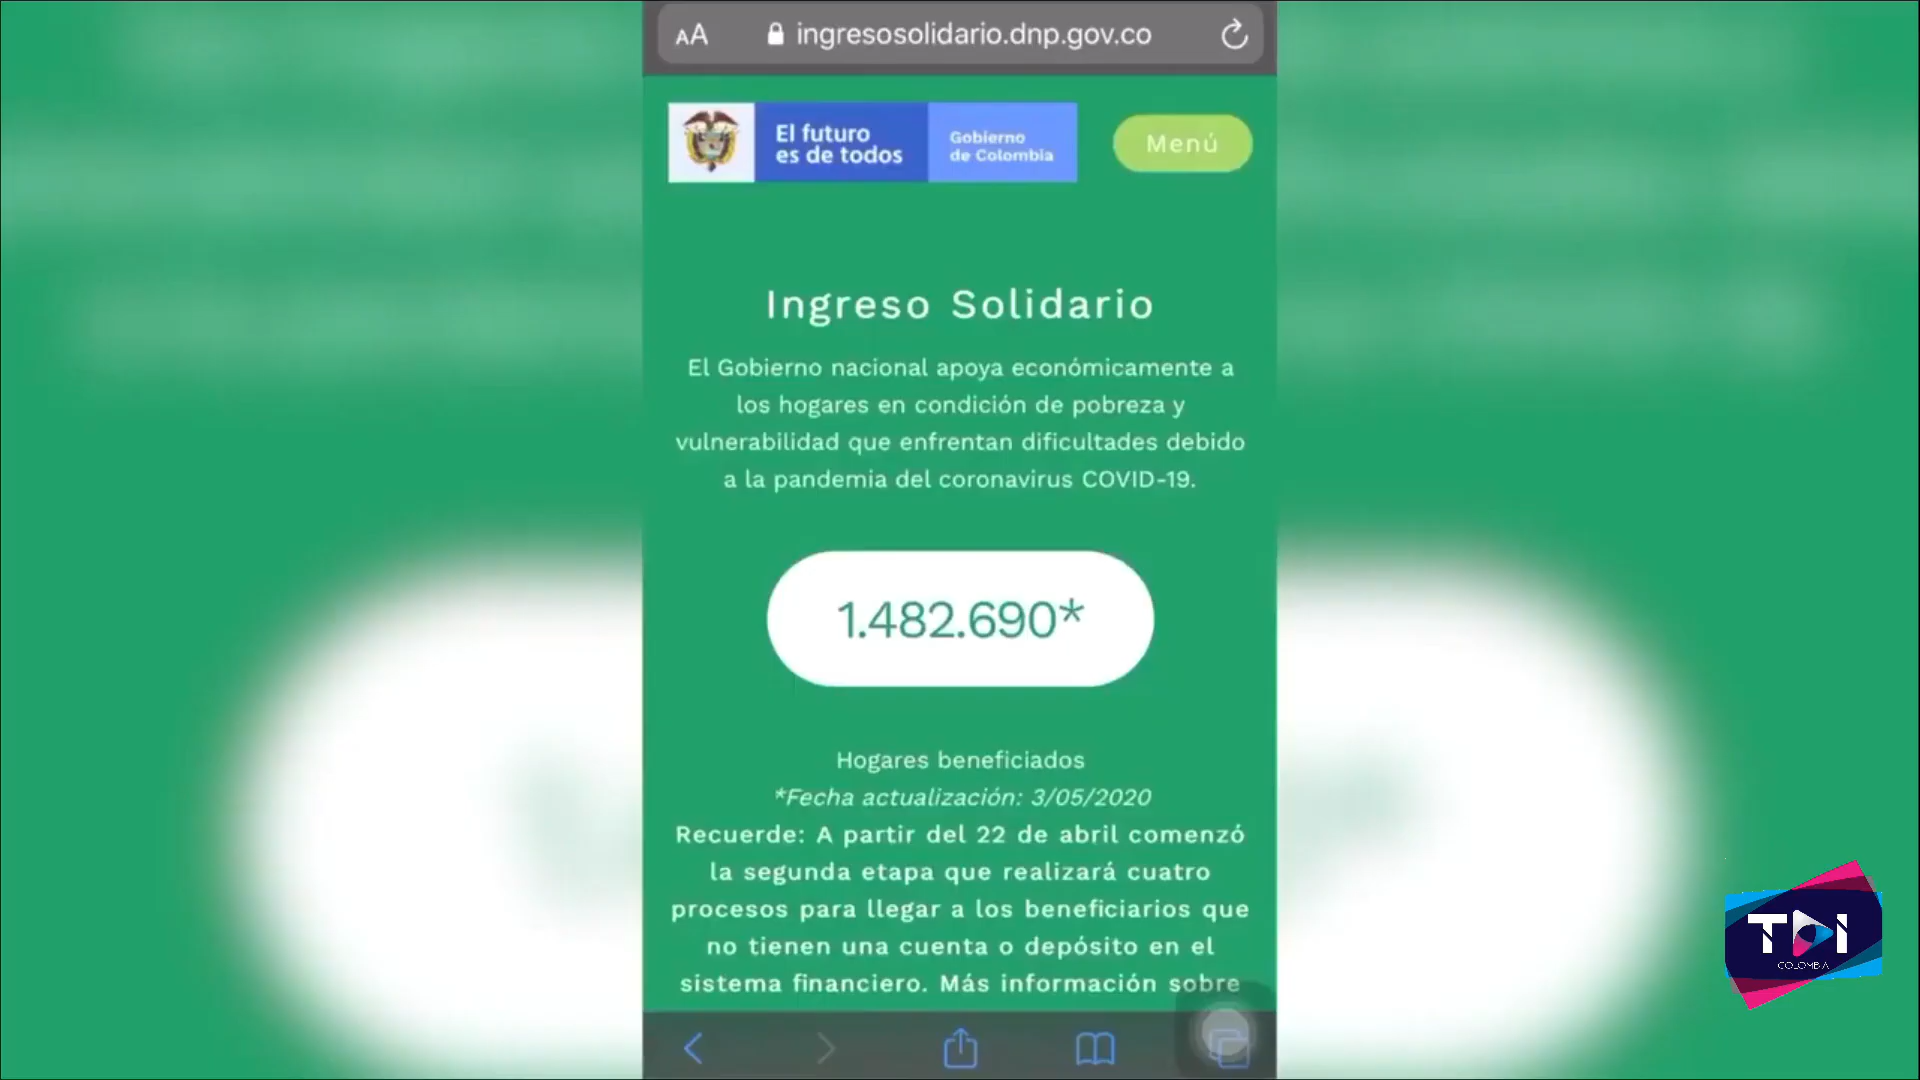 AA ingresosolidario.dnp.gov.co
El futuro
es de todos
Gobierno
de Colombia
Menú
Ingreso Solidario
El Gobierno nacional apoya económicamente a
los hogares en condición de pobreza y
vulnerabilidad que enfrentan dificultades debido
a la pandemia del coronavirus COVID-19.
1.482.690*
Hogares beneficiados
*Fecha actualización: 3/05/2020
Recuerde: A partir del 22 de abril comenzó
la segunda etapa que realizará cuatro
procesos para llegar a los beneficiarios que
no tienen una cuenta o depósito en el
sistema financiero. Más información sobre
COLOMBIA